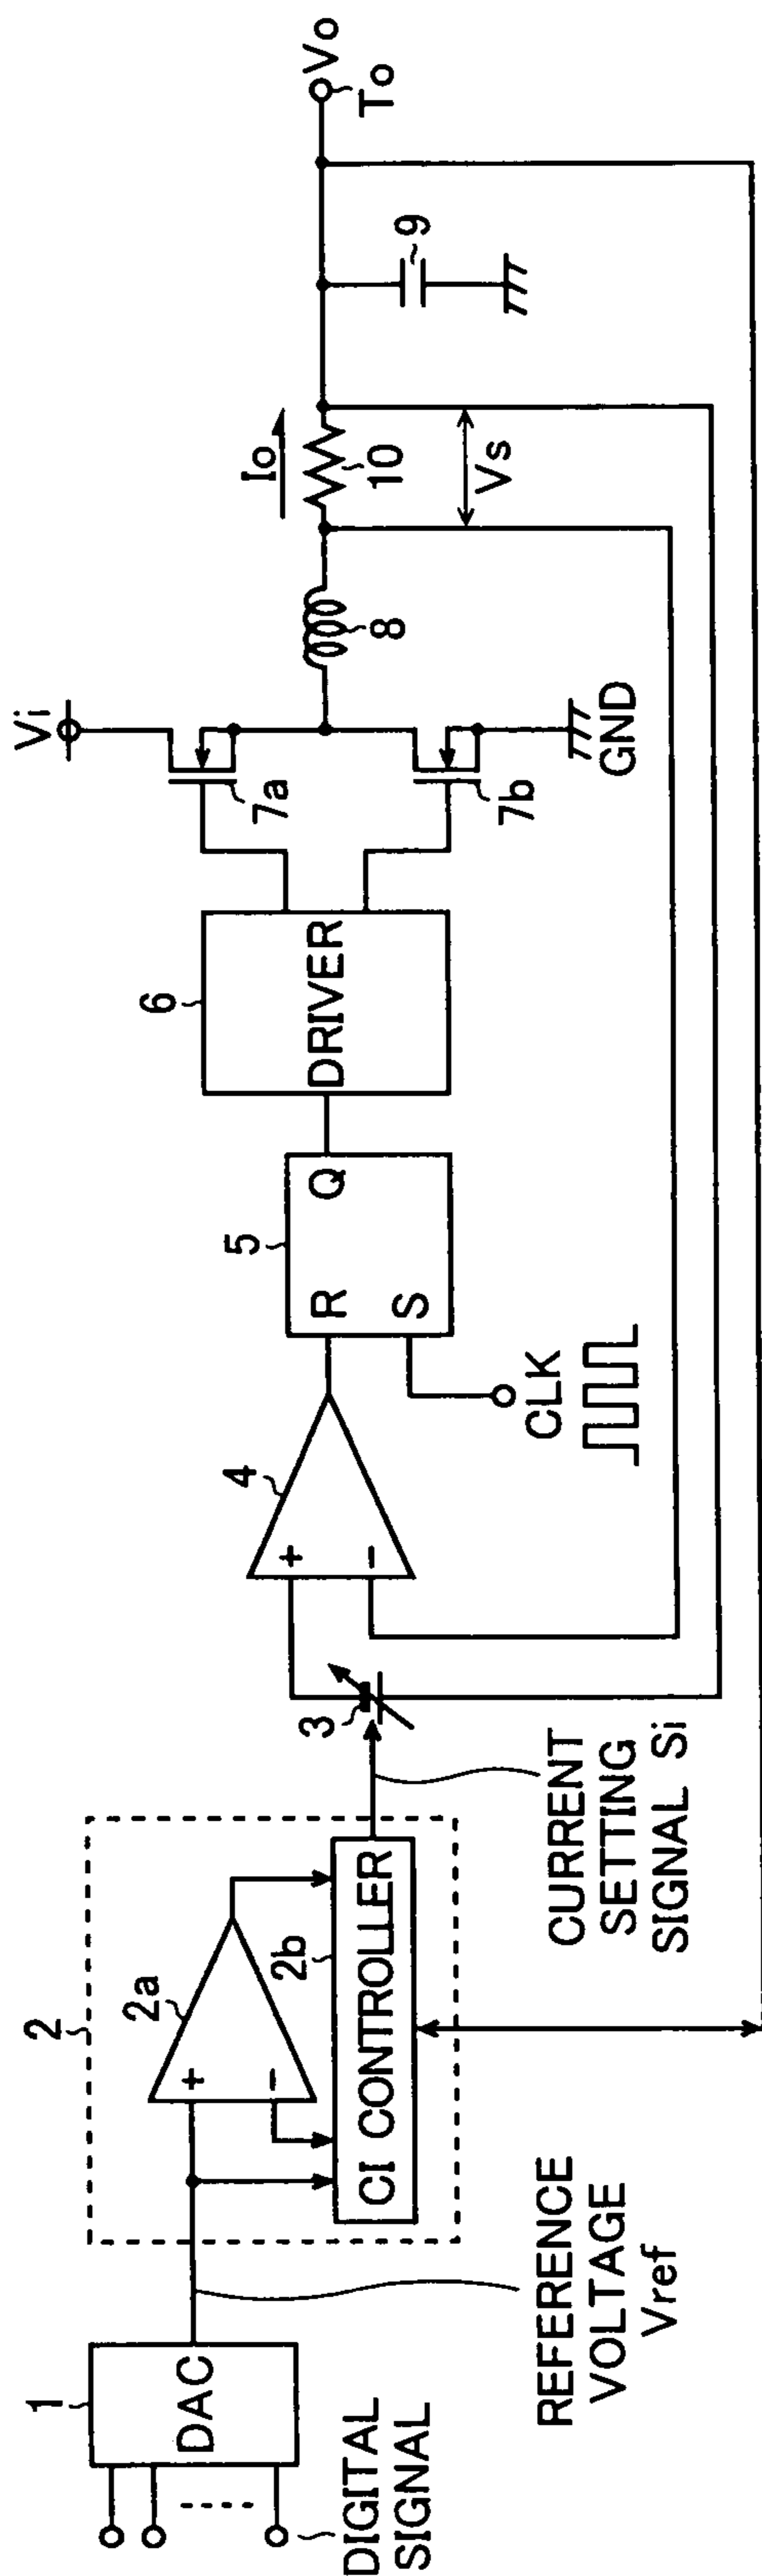 1
DAC
DIGITAL
SIGNAL
REFERENCE
VOLTAGE
Vref
2
2a
+
−
2b
CI CONTROLLER
CURRENT
SETTING
SIGNAL Si
3
4
+
−
CLK
5
R
Q
S
6
DRIVER
Vi
7a
7b
GND
8
Io
10
Vs
9
Vo
To